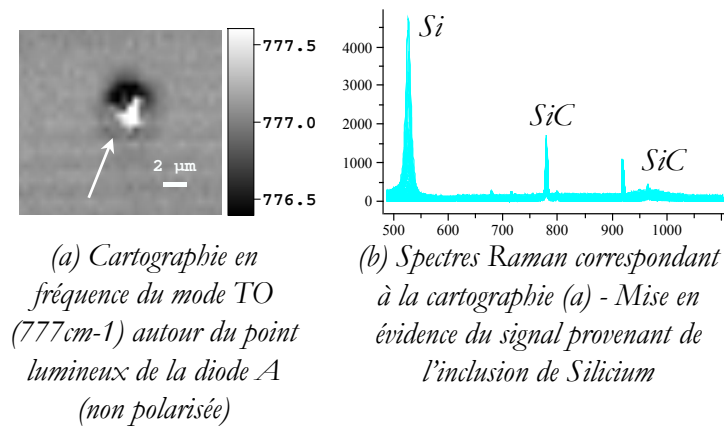 777.5
777.0
776.5
2 µm
(a) Cartographie en
fréquence du mode TO
(777cm-1) autour du point
lumineux de la diode A
(non polarisée)
Si
SiC
SiC
4000
3000
2000
1000
0
500 600 700 800 900 1000
(b) Spectres Raman correspondant
à la cartographie (a) - Mise en
évidence du signal provenant de
l'inclusion de Silicium